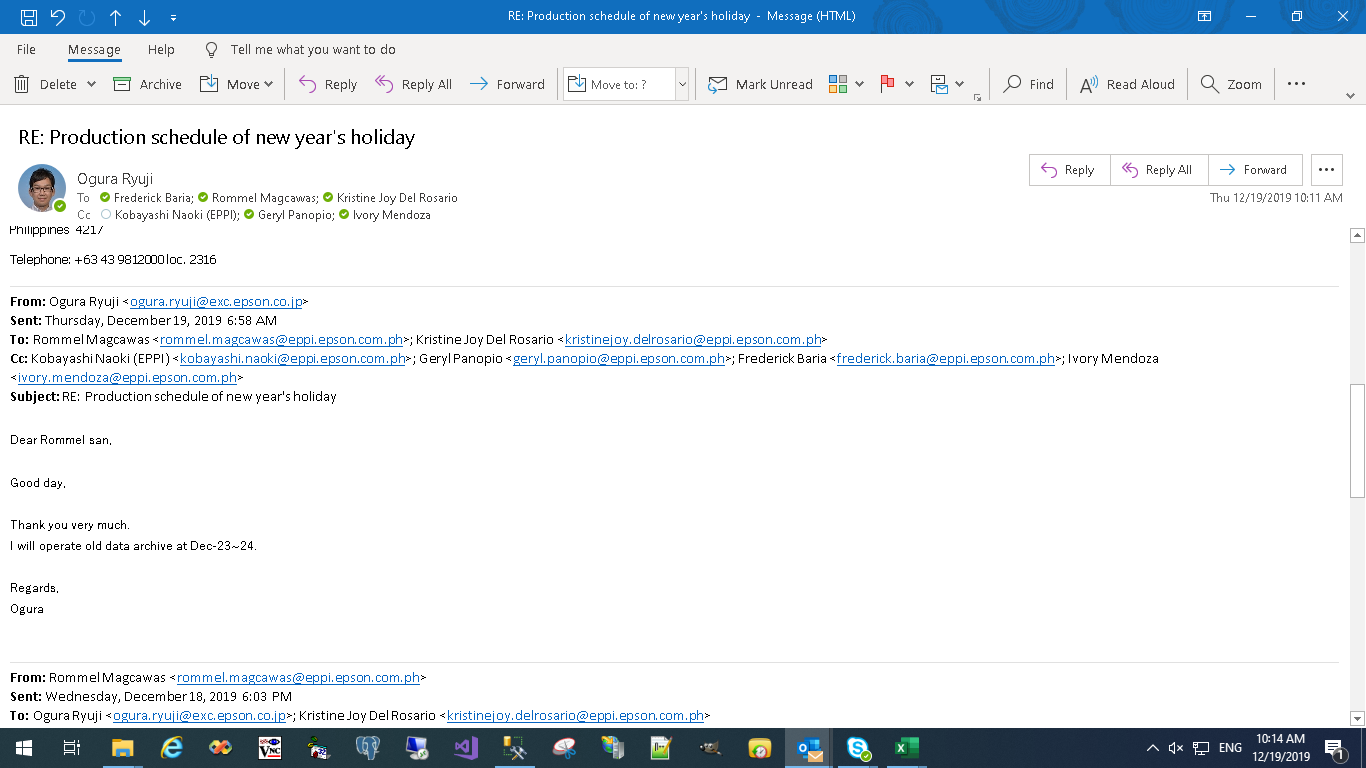 RE: Production schedule of new year's holiday - Message (HTML)
File Message Help Tell me what you want to do
Delete Archive Move Reply Reply All Forward Move to: ? Mark Unread Find Read Aloud Zoom
RE: Production schedule of new year's holiday
Ogura Ryuji
To Frederick Baria; Rommel Magcawas; Kristine Joy Del Rosario
Cc Kobayashi Naoki (EPPI); Geryl Panopio; Ivory Mendoza
Reply Reply All Forward
Thu 12/19/2019 10:11 AM
Philippines 4217
Telephone: +63 43 9812000 loc. 2316
From: Ogura Ryuji <ogura.ryuji@exc.epson.co.jp>
Sent: Thursday, December 19, 2019 6:58 AM
To: Rommel Magcawas <rommel.magcawas@eppi.epson.com.ph>; Kristine Joy Del Rosario <kristinejoy.delrosario@eppi.epson.com.ph>
Cc: Kobayashi Naoki (EPPI) <kobayashi.naoki@eppi.epson.com.ph>; Geryl Panopio <geryl.panopio@eppi.epson.com.ph>; Frederick Baria <frederick.baria@eppi.epson.com.ph>; Ivory Mendoza
<ivory.mendoza@eppi.epson.com.ph>
Subject: RE: Production schedule of new year's holiday
Dear Rommel san,
Good day,
Thank you very much.
I will operate old data archive at Dec-23~24.
Regards,
Ogura
From: Rommel Magcawas <rommel.magcawas@eppi.epson.com.ph>
Sent: Wednesday, December 18, 2019 6:03 PM
To: Ogura Ryuji <ogura.ryuji@exc.epson.co.jp>; Kristine Joy Del Rosario <kristinejoy.delrosario@eppi.epson.com.ph>
VNC
ENG
10:14 AM
12/19/2019
1